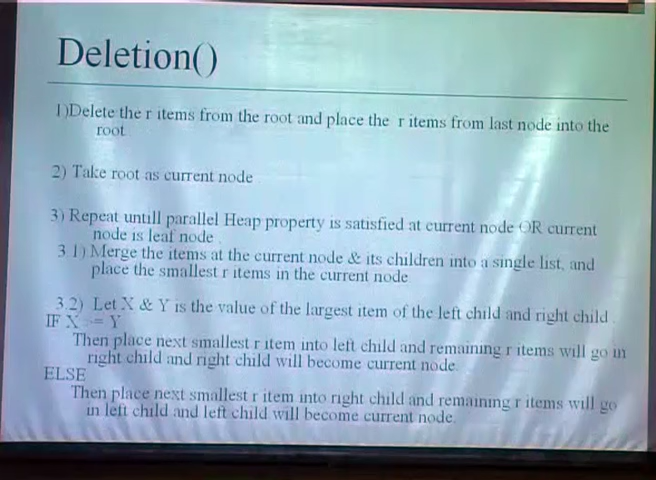 Deletion()
1)Delete the r items from the root and place the r items from last node into the
root
2) Take root as current node
3) Repeat untill parallel Heap property is satisfied at current node OR current
node is leaf node
3 1) Merge the items at the current node & its children into a single list, and
place the smallest r items in the current node
3.2) Let X & Y is the value of the largest item of the left child and right child .
IF X >= Y
Then place next smallest r item into left child and remaining r items will go in
right child and right child will become current node.
ELSE
Then place next smallest r item into right child and remaining r items will go
in left child and left child will become current node.